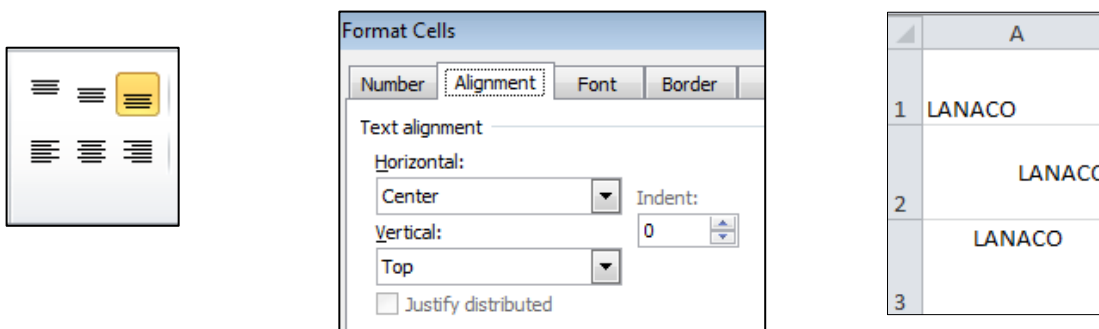 Format Cells
Number Alignment Font Border
Text alignment
Horizontal:
Center
Indent:
Vertical:
0
Top
Justify distributed
A
1 LANACO
LANACO
2
LANACO
3